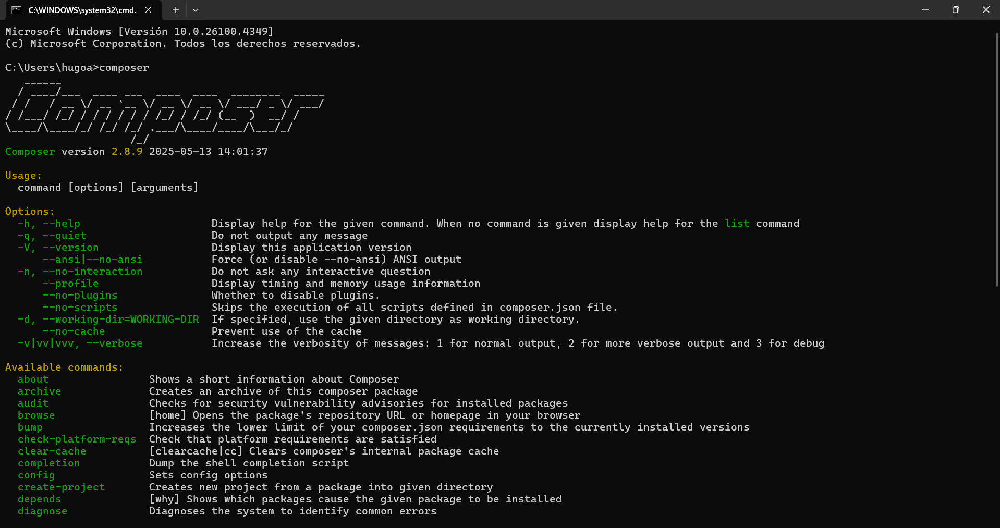 C:\WINDOWS\system32\cmd.
Microsoft Windows [Versión 10.0.26100.4349]
(c) Microsoft Corporation. Todos los derechos reservados.
C:\Users\hugoa>composer
   ______
  / ____/___  ____ ___  ____  ____  ________  _____
 / /   / __ \/ __ `__ \/ __ \/ __ \/ ___/ _ \/ ___/
/ /___/ /_/ / / / / / / /_/ / /_/ (__  )  __/ /
\____/\____/_/ /_/ /_/ .___/\____/____/\___/_/
                    /_/
Composer version 2.8.9 2025-05-13 14:01:37
Usage:
  command [options] [arguments]
Options:
  -h, --help                     Display help for the given command. When no command is given display help for the list command
  -q, --quiet                    Do not output any message
  -V, --version                  Display this application version
      --ansi|--no-ansi           Force (or disable --no-ansi) ANSI output
  -n, --no-interaction           Do not ask any interactive question
      --profile                  Display timing and memory usage information
      --no-plugins               Whether to disable plugins.
      --no-scripts               Skips the execution of all scripts defined in composer.json file.
  -d, --working-dir=WORKING-DIR  If specified, use the given directory as working directory.
      --no-cache                 Prevent use of the cache
  -v|vv|vvv, --verbose           Increase the verbosity of messages: 1 for normal output, 2 for more verbose output and 3 for debug
Available commands:
  about                Shows a short information about Composer
  archive              Creates an archive of this composer package
  audit                Checks for security vulnerability advisories for installed packages
  browse               [home] Opens the package's repository URL or homepage in your browser
  bump                 Increases the lower limit of your composer.json requirements to the currently installed versions
  check-platform-reqs  Check that platform requirements are satisfied
  clear-cache          [clearcache|cc] Clears composer's internal package cache
  completion           Dump the shell completion script
  config               Sets config options
  create-project       Creates new project from a package into given directory
  depends              [why] Shows which packages cause the given package to be installed
  diagnose             Diagnoses the system to identify common errors